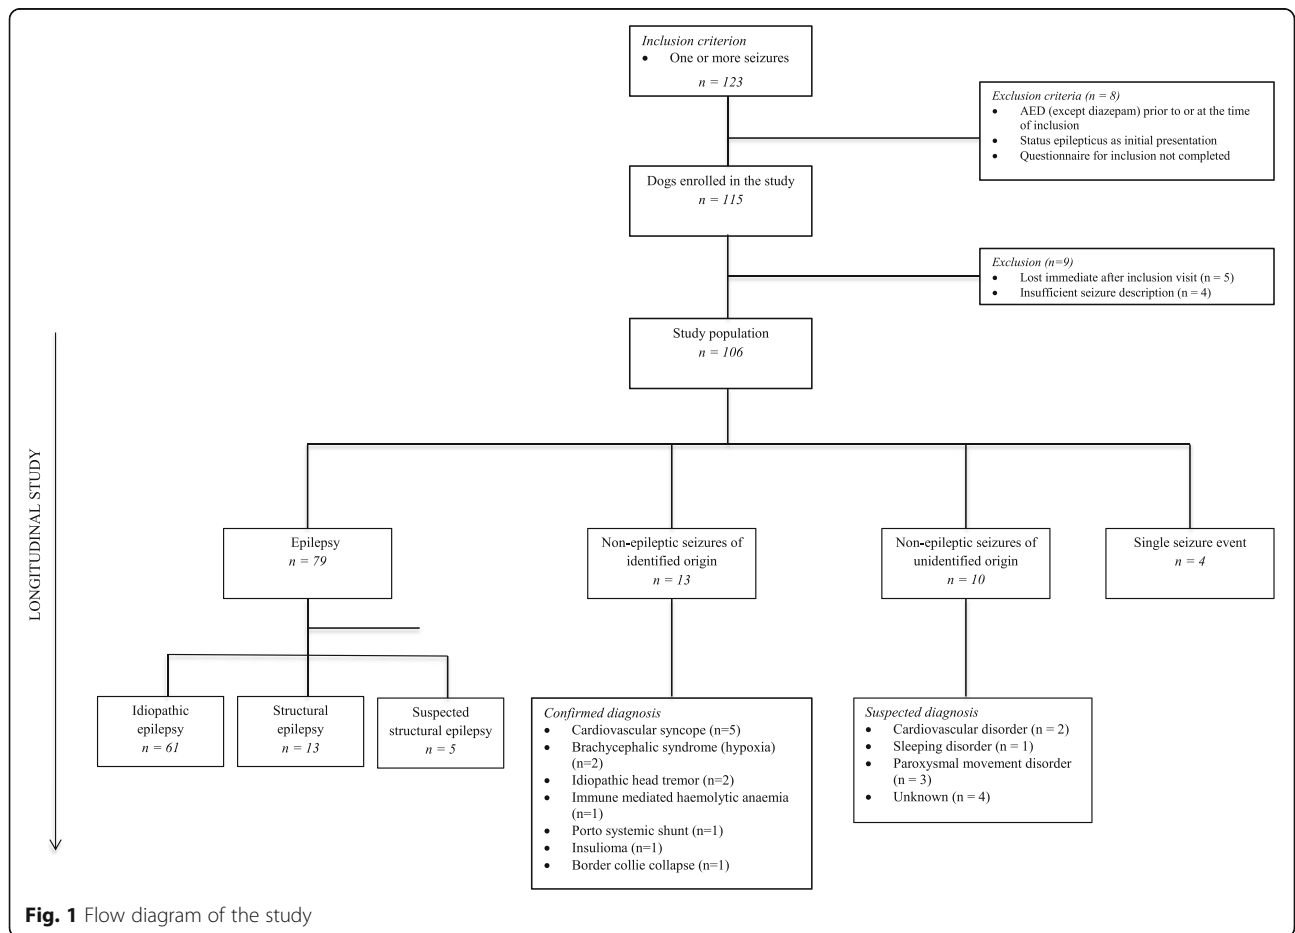 Inclusion criterion
• One or more seizures
n = 123
Exclusion criteria (n = 8)
• AED (except diazepam) prior to or at the time
of inclusion
• Status epilepticus as initial presentation
• Questionnaire for inclusion not completed
Dogs enrolled in the study
n = 115
Exclusion (n=9)
• Lost immediate after inclusion visit (n = 5)
• Insufficient seizure description (n = 4)
Study population
n = 106
LONGITUDINAL STUDY
Epilepsy
n = 79
Non-epileptic seizures of
identified origin
n = 13
Non-epileptic seizures of
unidentified origin
n = 10
Single seizure event
n = 4
Idiopathic
epilepsy
n = 61
Structural
epilepsy
n = 13
Suspected
structural epilepsy
n = 5
Confirmed diagnosis
• Cardiovascular syncope (n=5)
• Brachycephalic syndrome (hypoxia)
(n=2)
• Idiopathic head tremor (n=2)
• Immune mediated haemolytic anaemia
(n=1)
• Porto systemic shunt (n=1)
• Insulioma (n=1)
• Border collie collapse (n=1)
Suspected diagnosis
• Cardiovascular disorder (n = 2)
• Sleeping disorder (n = 1)
• Paroxysmal movement disorder
(n = 3)
• Unknown (n = 4)
Fig. 1 Flow diagram of the study